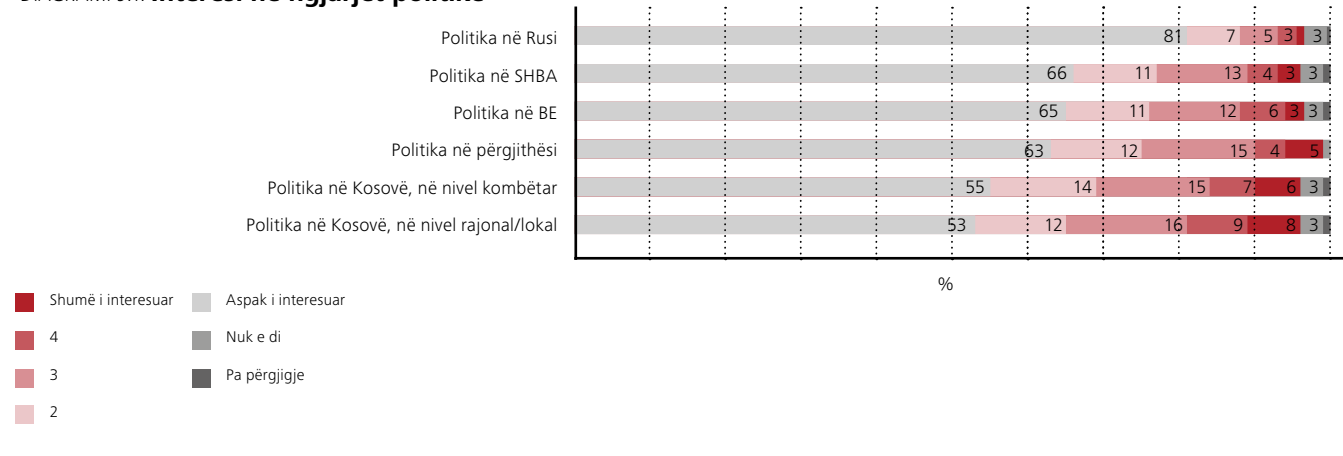 Interesi në ngjarjet politike
Politika në Rusi 81 7 5 3 3
Politika në SHBA 66 11 13 4 3 3
Politika në BE 65 11 12 6 3 3
Politika në përgjithësi 63 12 15 4 5
Politika në Kosovë, në nivel kombëtar 55 14 15 7 6 3
Politika në Kosovë, në nivel rajonal/lokal 53 12 16 9 8 3
%
Shumë i interesuar Aspak i interesuar
4 Nuk e di
3 Pa përgjigje
2